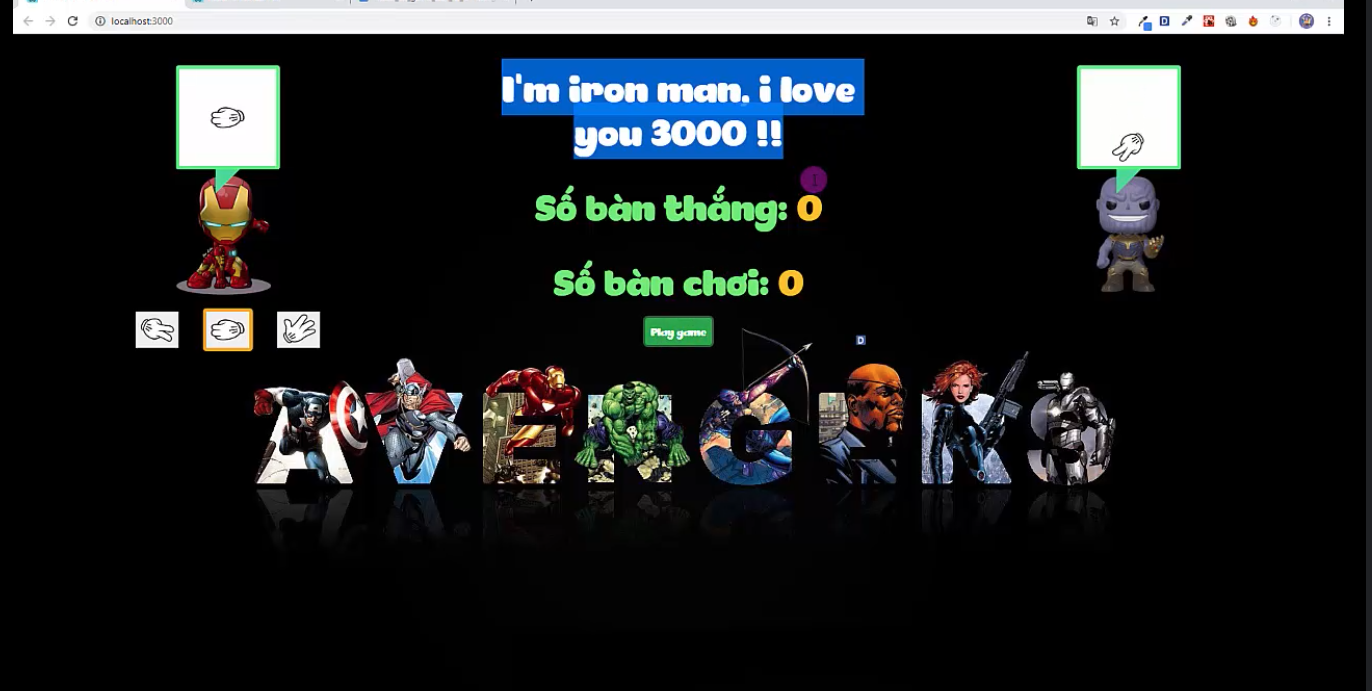 localhost:3000
I'm iron man, i love
you 3000 !!
Số bàn thắng: 0
Số bàn chơi: 0
Play game
D
AVENGERS